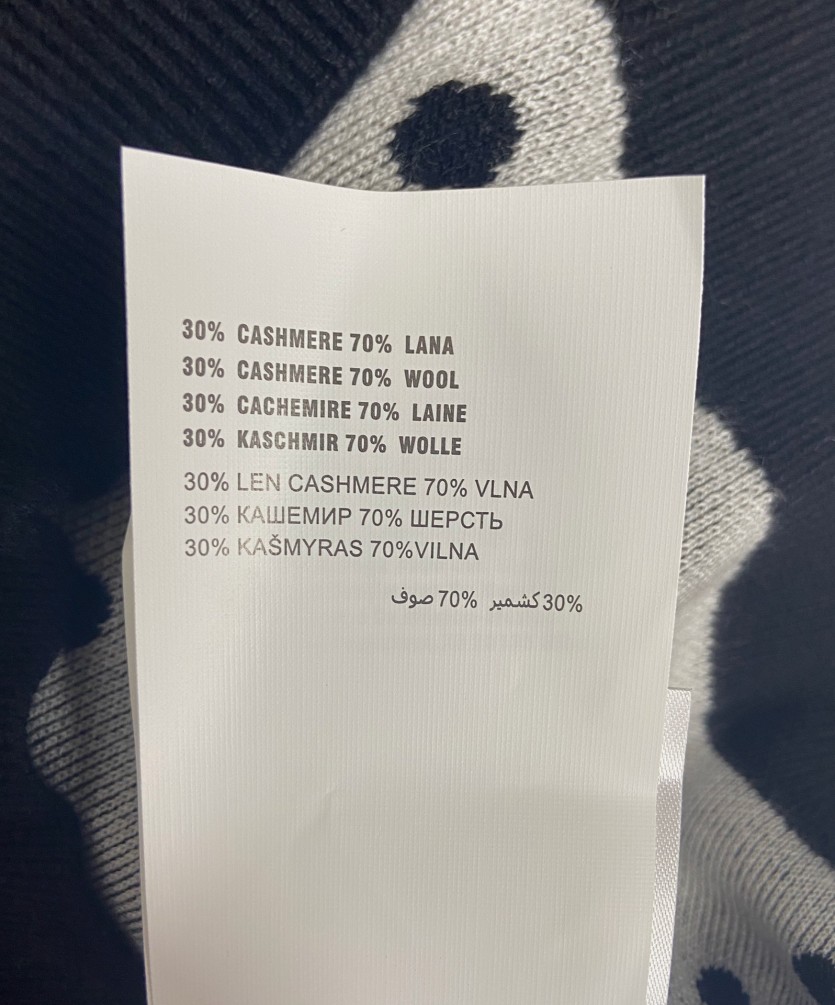 30% CASHMERE 70% LANA
30% CASHMERE 70% WOOL
30% CACHEMIRE 70% LAINE
30% KASCHMIR 70% WOLLE
30% LEN CASHMERE 70% VLNA
30% КАШЕМИР 70% ШЕРСТЬ
30% KAŠMYRAS 70%VILNA
30% كشمير 70% صوف